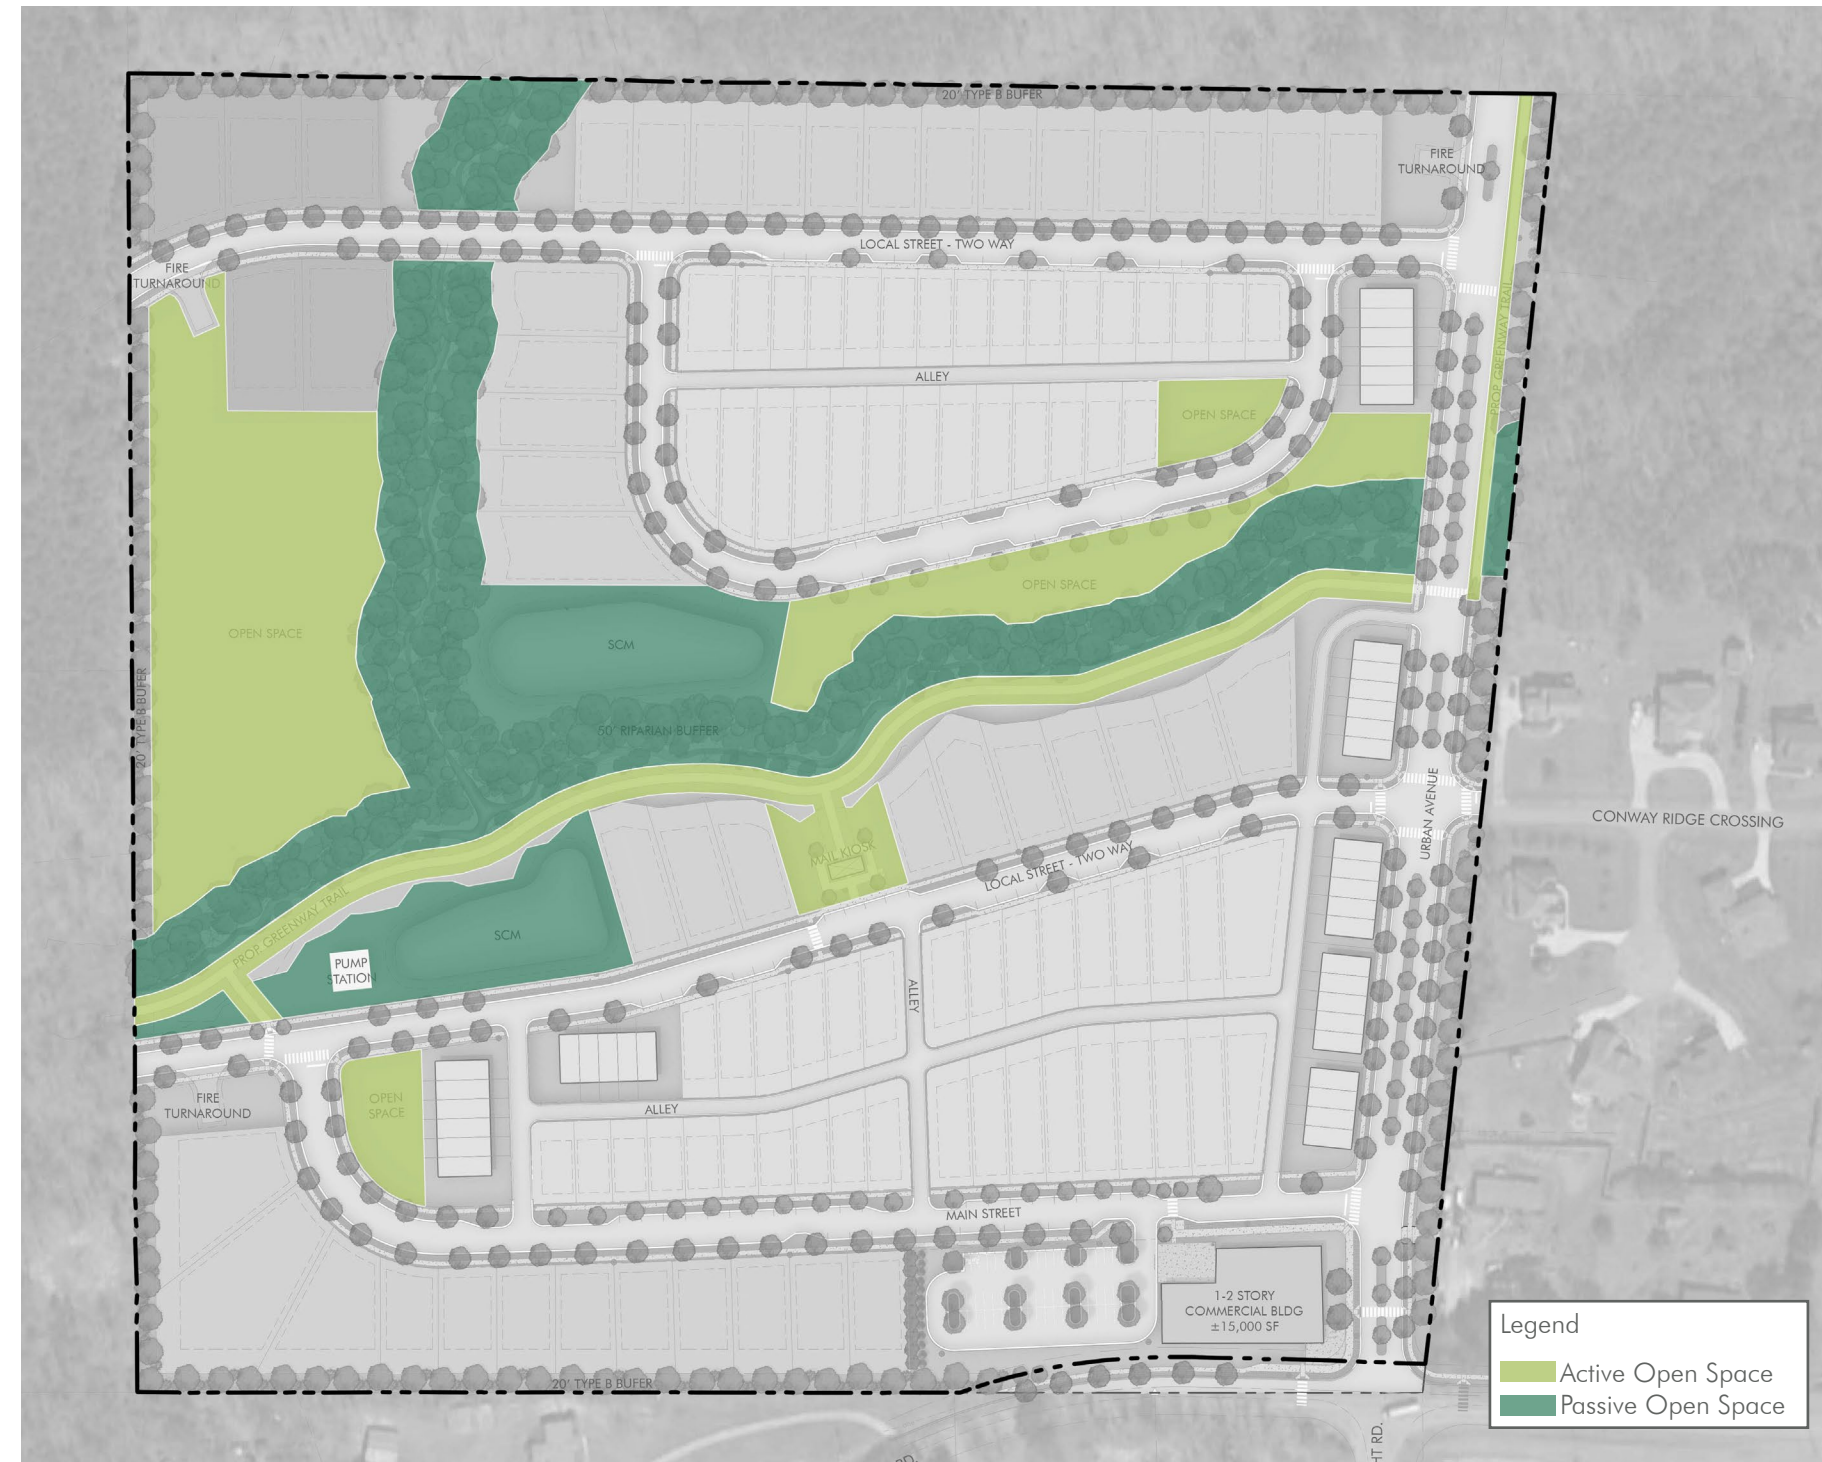 20' TYPE B BUFER
FIRE
TURNAROUND
LOCAL STREET - TWO WAY
FIRE
TURNAROUND
PROP. GREENWAY TRAIL
ALLEY
OPEN SPACE
OPEN SPACE
OPEN SPACE
SCM
20' TYPE B BUFER
50' RIPARIAN BUFFER
URBAN AVENUE
CONWAY RIDGE CROSSING
MAIL KIOSK
LOCAL STREET - TWO WAY
PROP. GREENWAY TRAIL
SCM
PUMP
STATION
ALLEY
FIRE
TURNAROUND
OPEN
SPACE
ALLEY
MAIN STREET
1-2 STORY
COMMERCIAL BLDG
±15,000 SF
20' TYPE B BUFER
Legend
Active Open Space
Passive Open Space
HT RD.
RD.